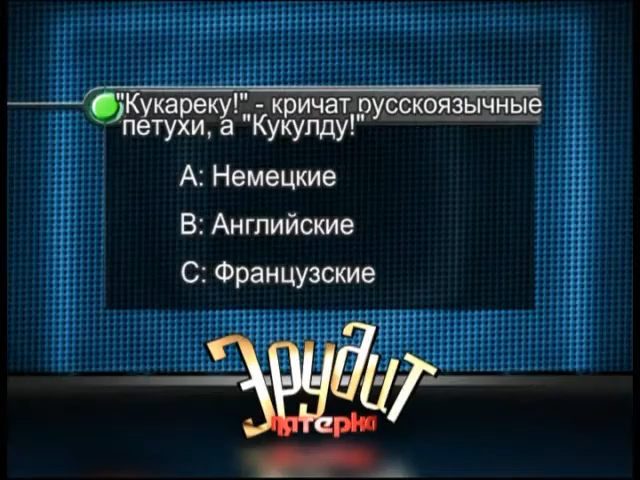 "Кукареку!" - кричат русскоязычные
петухи, а "Кукулду!"
А: Немецкие
В: Английские
С: Французские
Эрудит
пятерка